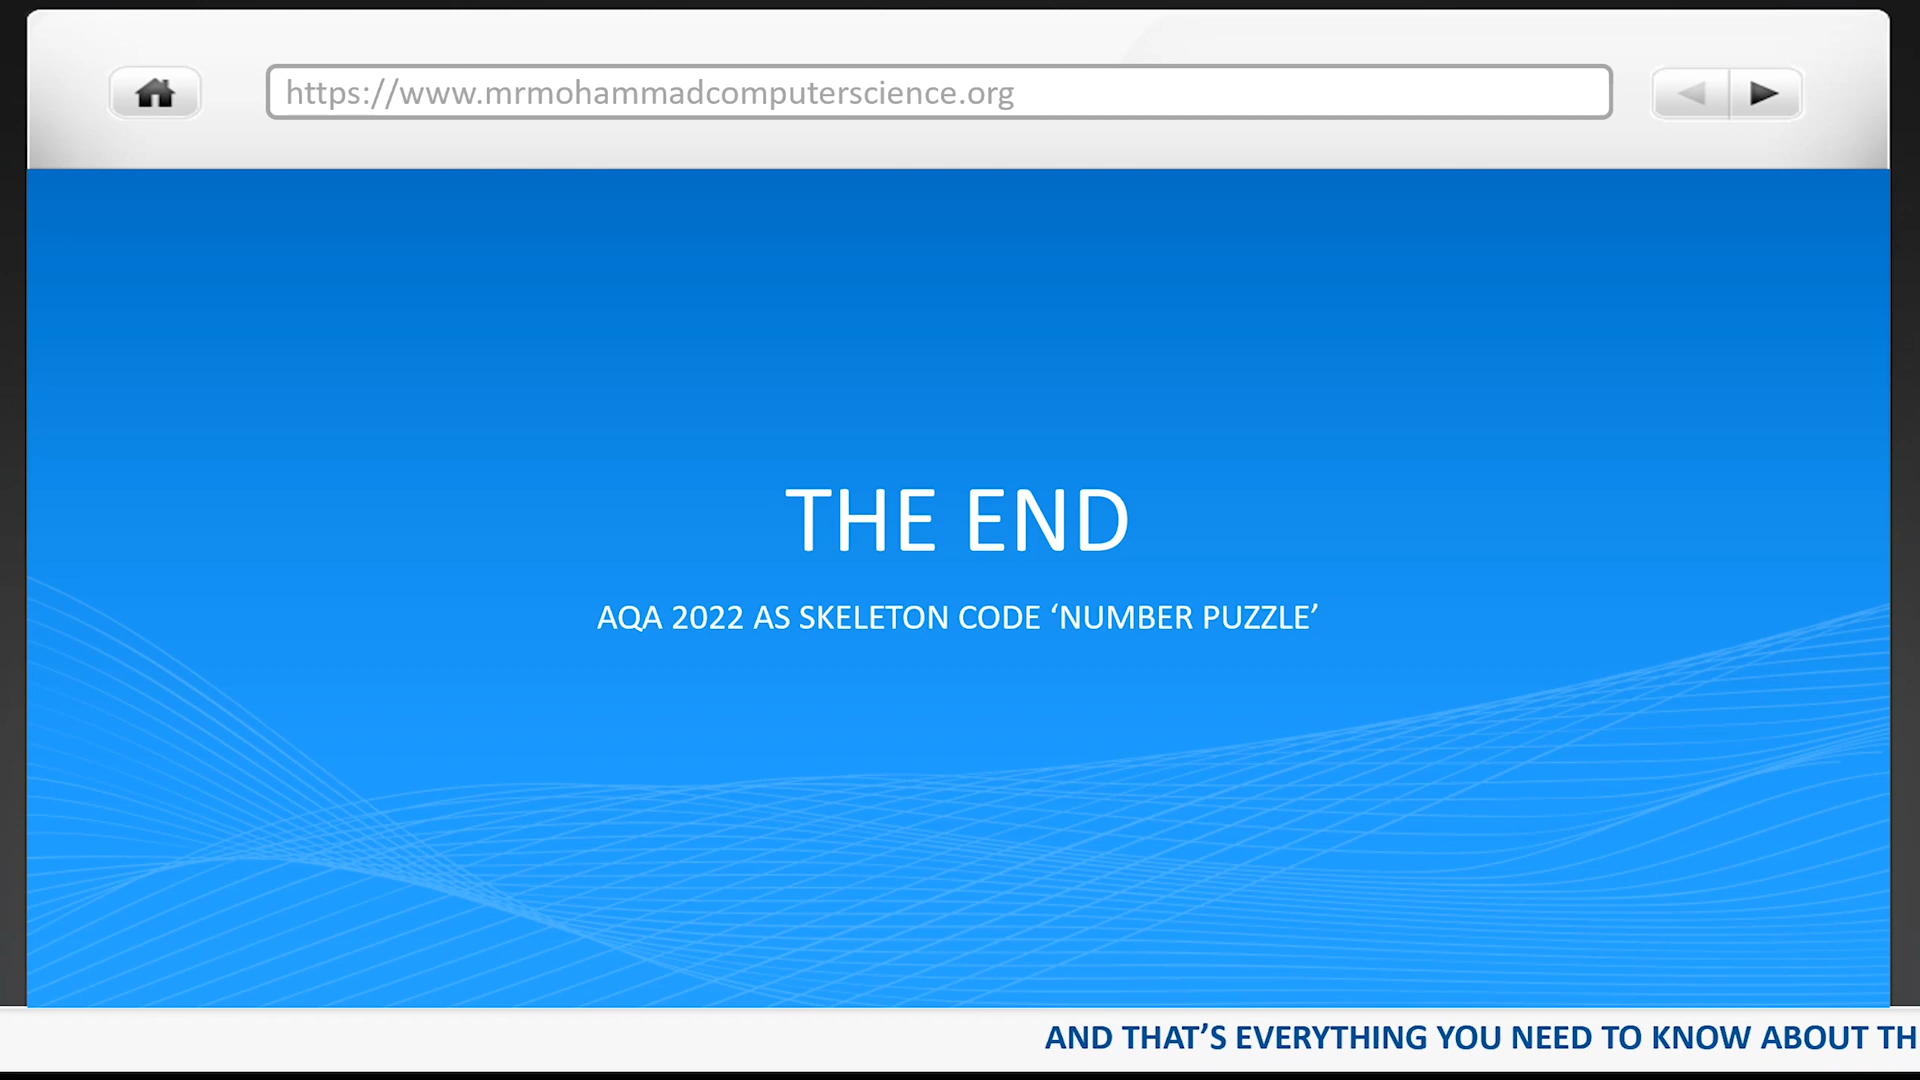 https://www.mrmohammadcomputerscience.org
THE END
AQA 2022 AS SKELETON CODE ‘NUMBER PUZZLE’
AND THAT’S EVERYTHING YOU NEED TO KNOW ABOUT TH